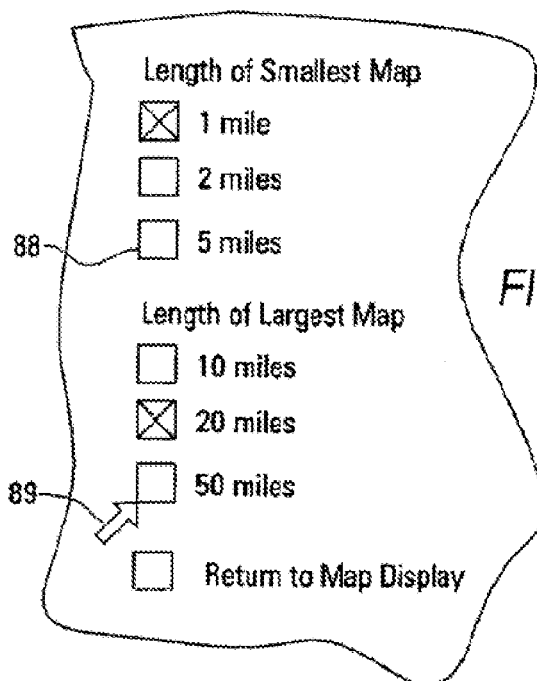 Length of Smallest Map
1 mile
2 miles
88
5 miles
FI
Length of Largest Map
10 miles
20 miles
89
50 miles
Return to Map Display